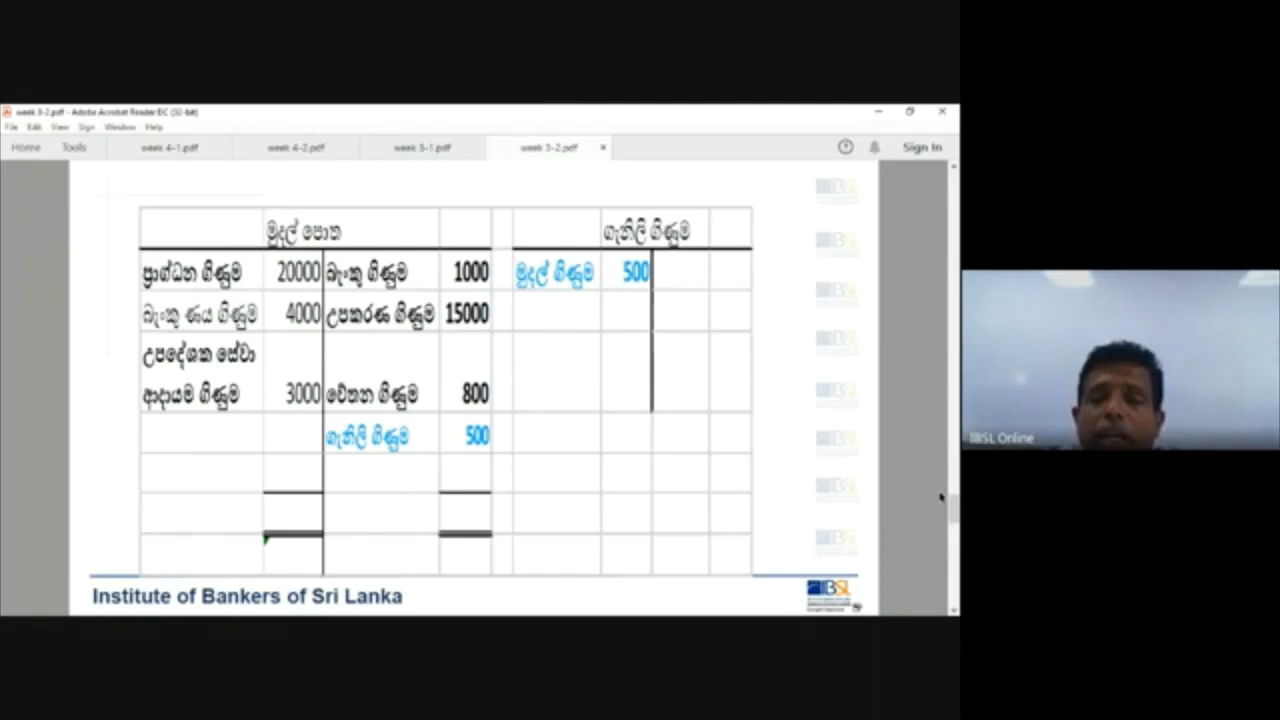 week 3-2.pdf - Adobe Acrobat Reader DC (32-bit)
File Edit View Sign Window Help
Home Tools week 4-1.pdf week 4-2.pdf week 3-1.pdf week 3-2.pdf × Sign In
මුදල් පොත ගැනිලි ගිණුම
ප්‍රාග්ධන ගිණුම 20000 බැංකු ගිණුම 1000 මුදල් ගිණුම 500
බැංකු ණය ගිණුම 4000 උපකරණ ගිණුම 15000
උපදේශක සේවා
ආදායම ගිණුම 3000 වේතන ගිණුම 800
ගැනිලි ගිණුම 500
Institute of Bankers of Sri Lanka
IBSL
IBSL Online